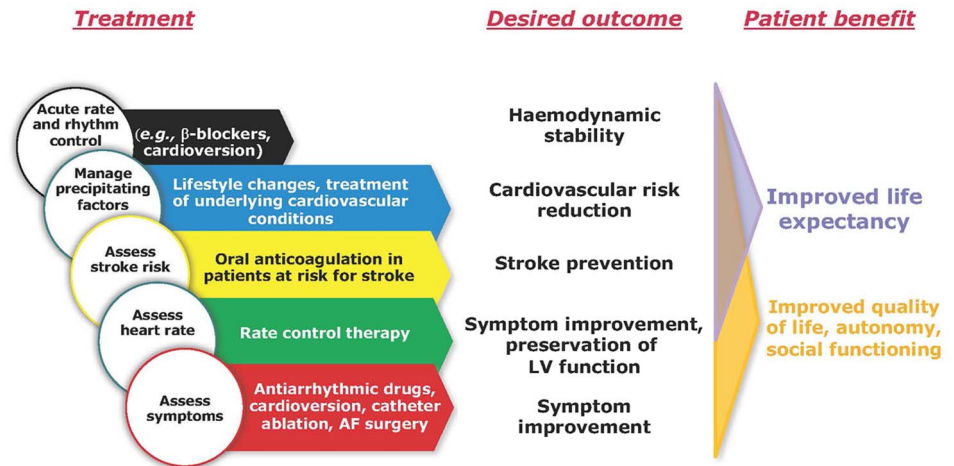 Treatment
Desired outcome
Patient benefit
Acute rate
and rhythm
control
(e.g., β-blockers,
cardioversion)
Haemodynamic
stability
Manage
precipitating
factors
Lifestyle changes, treatment
of underlying cardiovascular
conditions
Cardiovascular risk
reduction
Improved life
expectancy
Assess
stroke risk
Oral anticoagulation in
patients at risk for stroke
Stroke prevention
Assess
heart rate
Rate control therapy
Symptom improvement,
preservation of
LV function
Improved quality
of life, autonomy,
social functioning
Assess
symptoms
Antiarrhythmic drugs,
cardioversion, catheter
ablation, AF surgery
Symptom
improvement